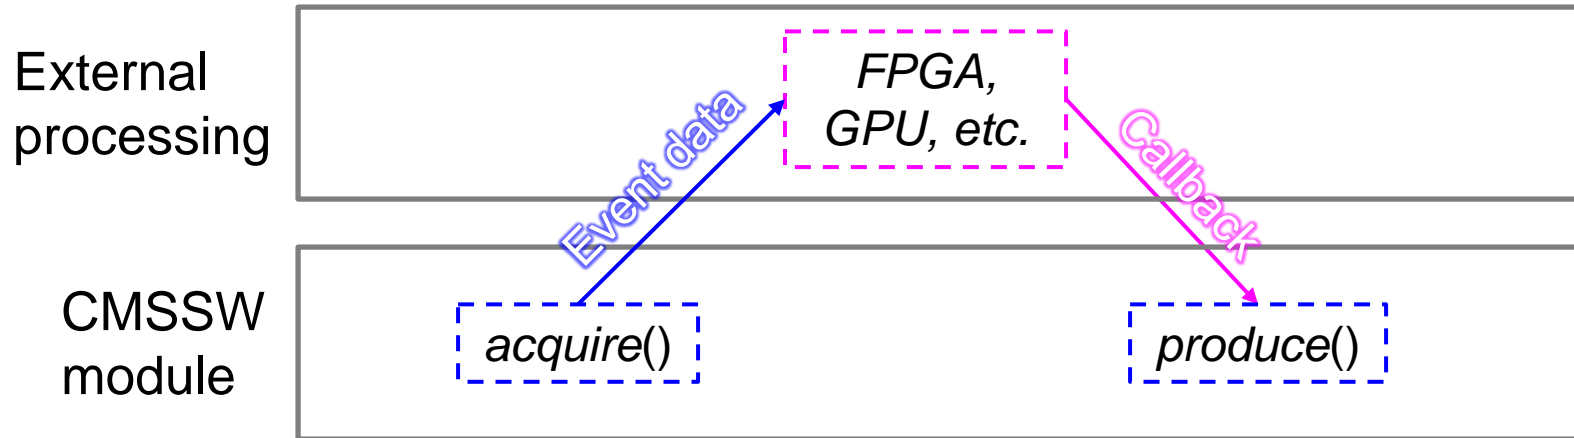 External
processing
FPGA,
GPU, etc.
Event data
Callback
CMSSW
module
acquire()
produce()